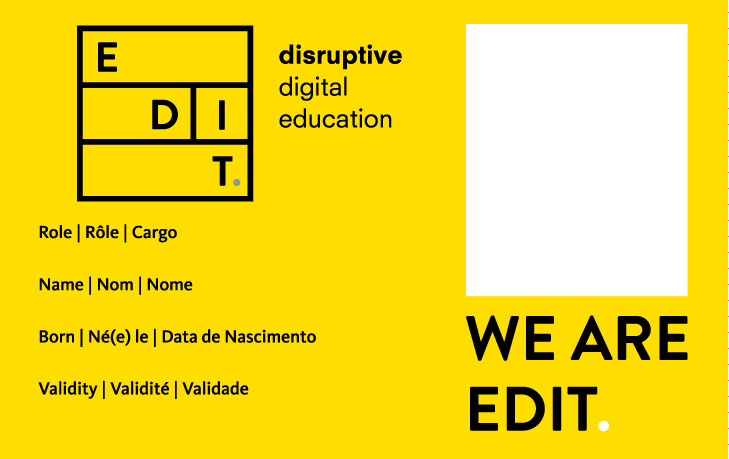 E
D I
T.
disruptive
digital
education
Role | Rôle | Cargo
Name | Nom | Nome
Born | Né(e) le | Data de Nascimento
Validity | Validité | Validade
WE ARE
EDIT.